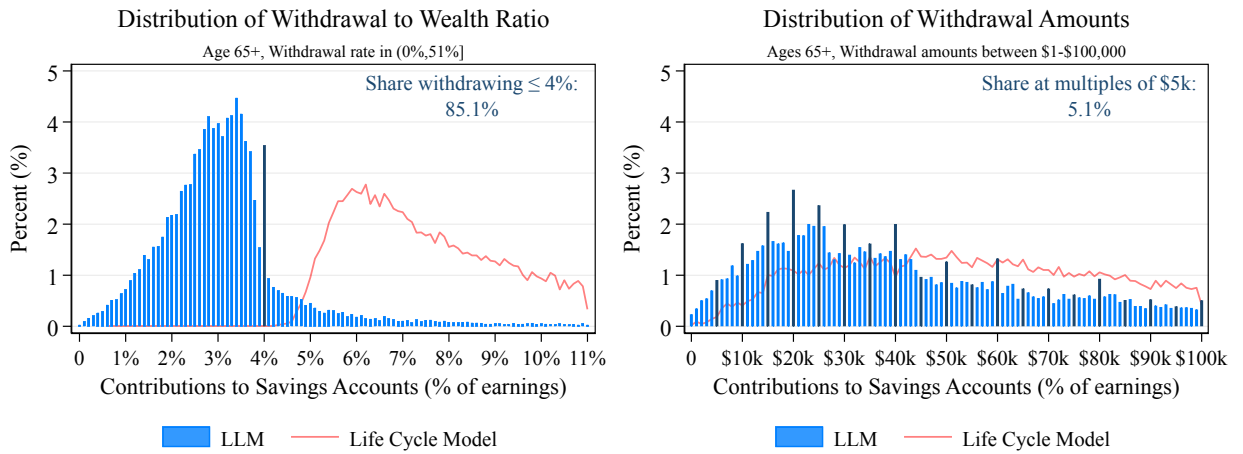 Distribution of Withdrawal to Wealth Ratio
Age 65+, Withdrawal rate in (0%,51%]
Share withdrawing ≤ 4%:
85.1%
Percent (%)
5
4
3
2
1
0
0 1% 2% 3% 4% 5% 6% 7% 8% 9% 10% 11%
Contributions to Savings Accounts (% of earnings)
LLM Life Cycle Model
Distribution of Withdrawal Amounts
Ages 65+, Withdrawal amounts between $1-$100,000
Share at multiples of $5k:
5.1%
Percent (%)
5
4
3
2
1
0
0 $10k $20k $30k $40k $50k $60k $70k $80k $90k $100k
Contributions to Savings Accounts (% of earnings)
LLM Life Cycle Model